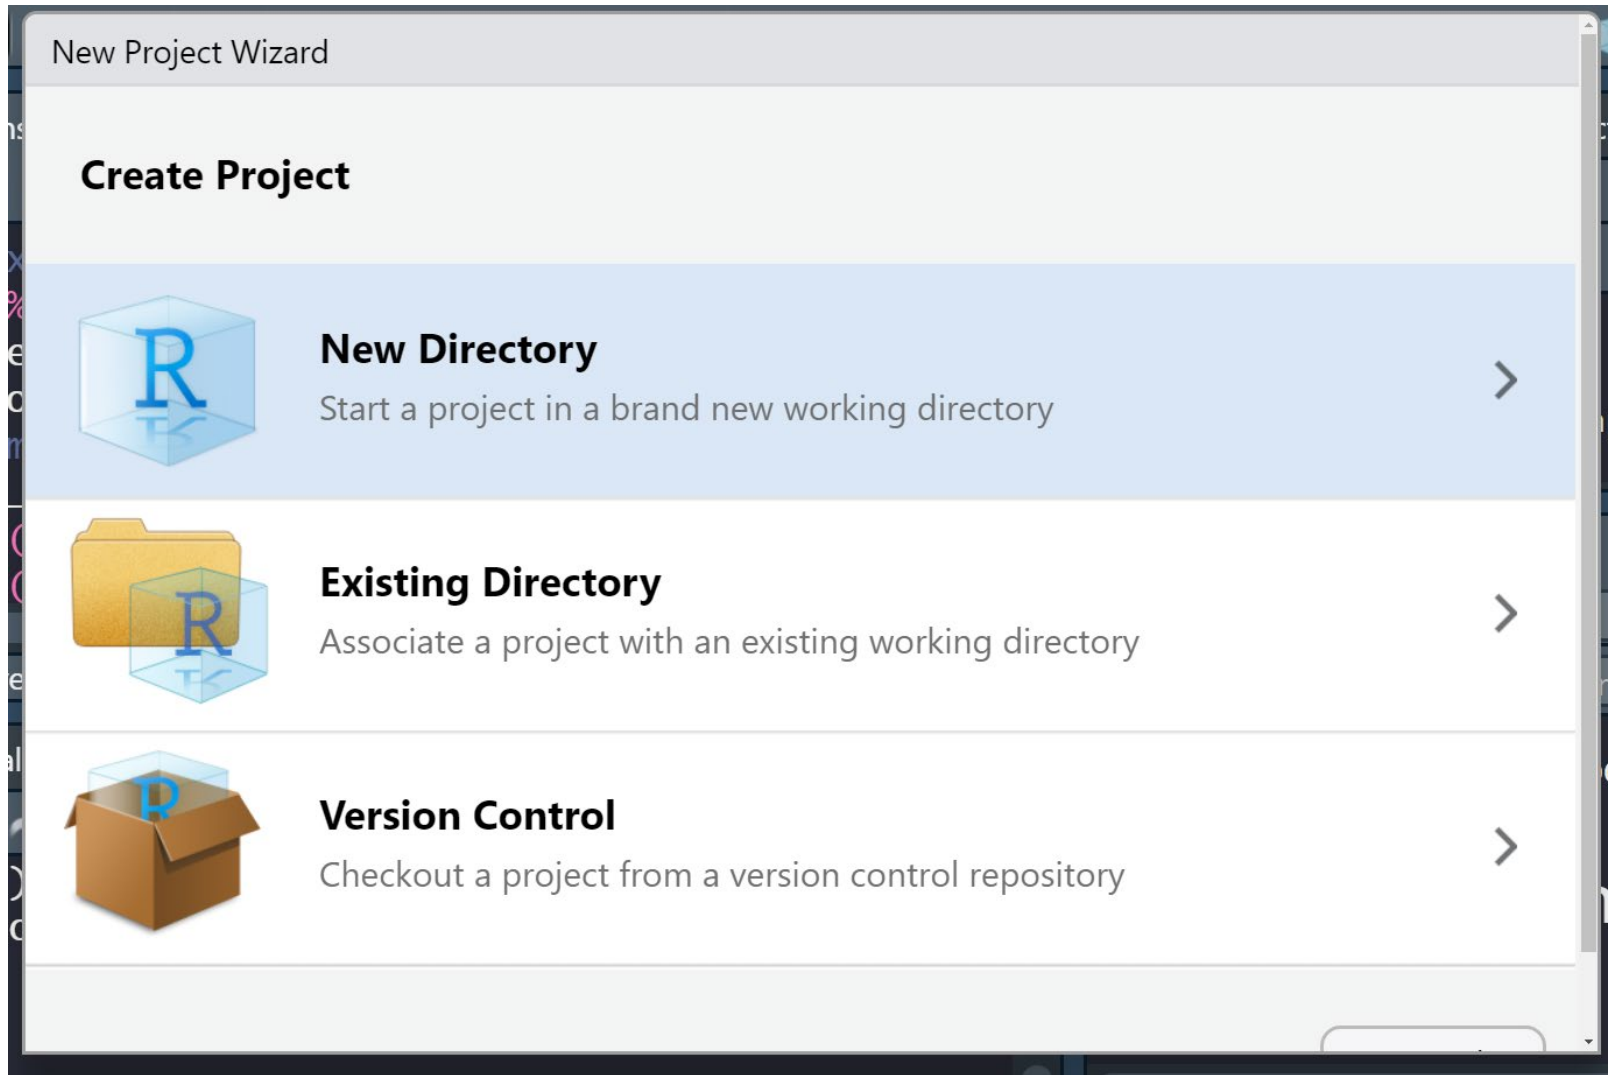 New Project Wizard
Create Project
R
New Directory
Start a project in a brand new working directory
R
Existing Directory
Associate a project with an existing working directory
R
Version Control
Checkout a project from a version control repository